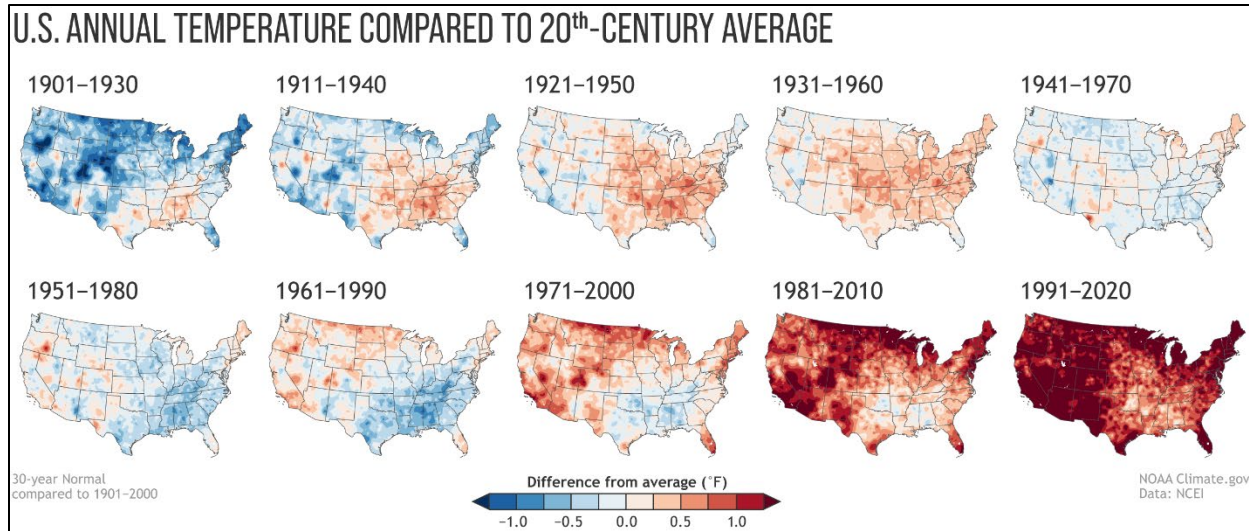 U.S. ANNUAL TEMPERATURE COMPARED TO 20th-CENTURY AVERAGE
1901–1930
1911–1940
1921–1950
1931–1960
1941–1970
1951–1980
1961–1990
1971–2000
1981–2010
1991–2020
30-year Normal
compared to 1901–2000
Difference from average (°F)
-1.0 -0.5 0.0 0.5 1.0
NOAA Climate.gov
Data: NCEI